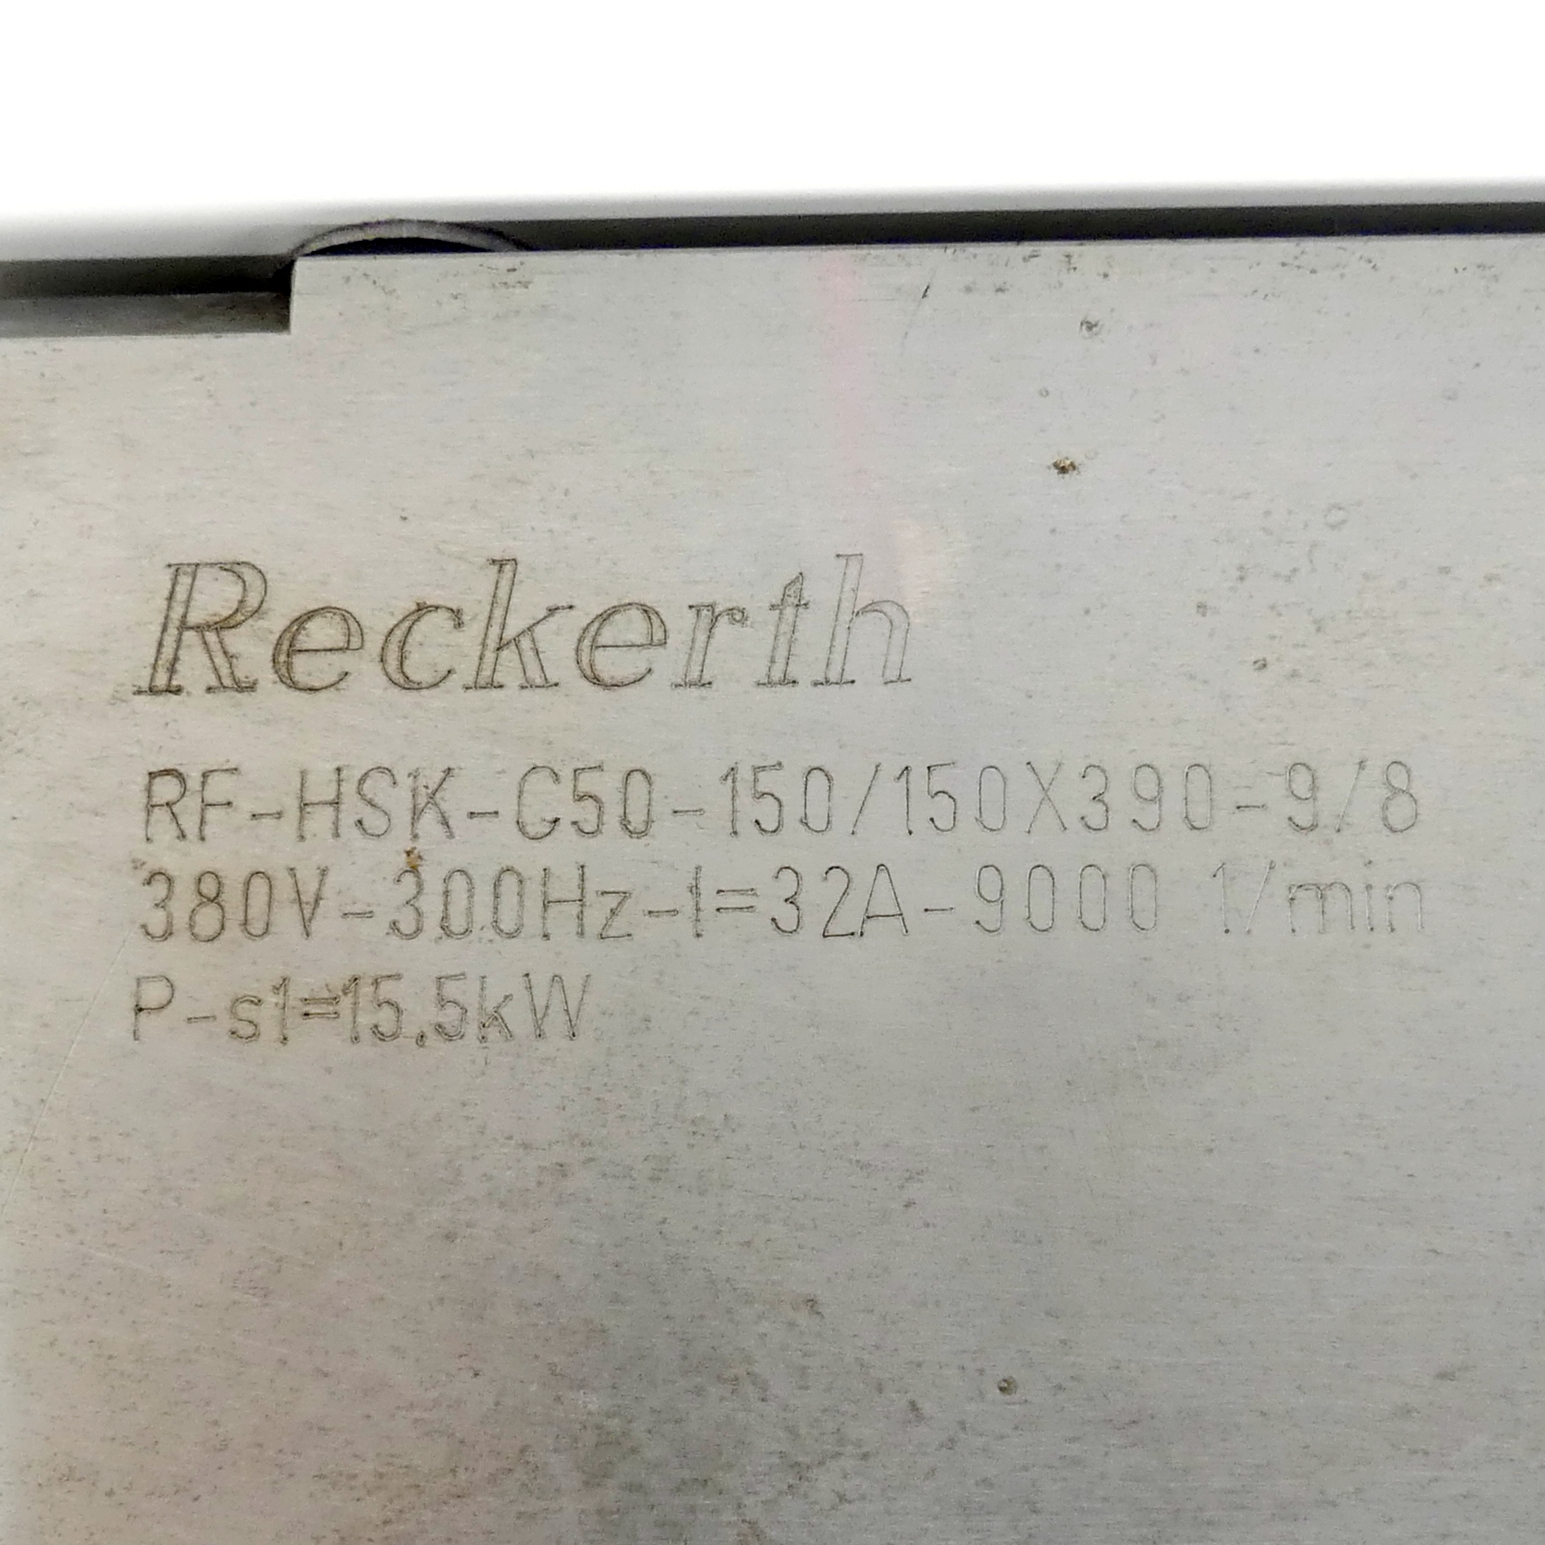 Reckerth
RF-HSK-C50-150/150X390-9/8
380V-300Hz-I=32A-9000 1/min
P-s1=15.5kW